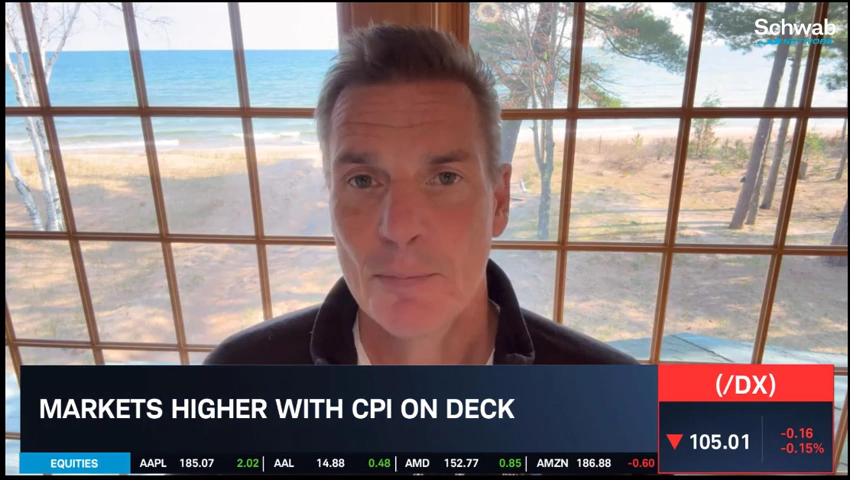 Schwab
NETWORK
MARKETS HIGHER WITH CPI ON DECK
(/DX)
105.01
-0.16
-0.15%
EQUITIES
AAPL 185.07 2.02 AAL 14.88 0.48 AMD 152.77 0.85 AMZN 186.88 -0.60